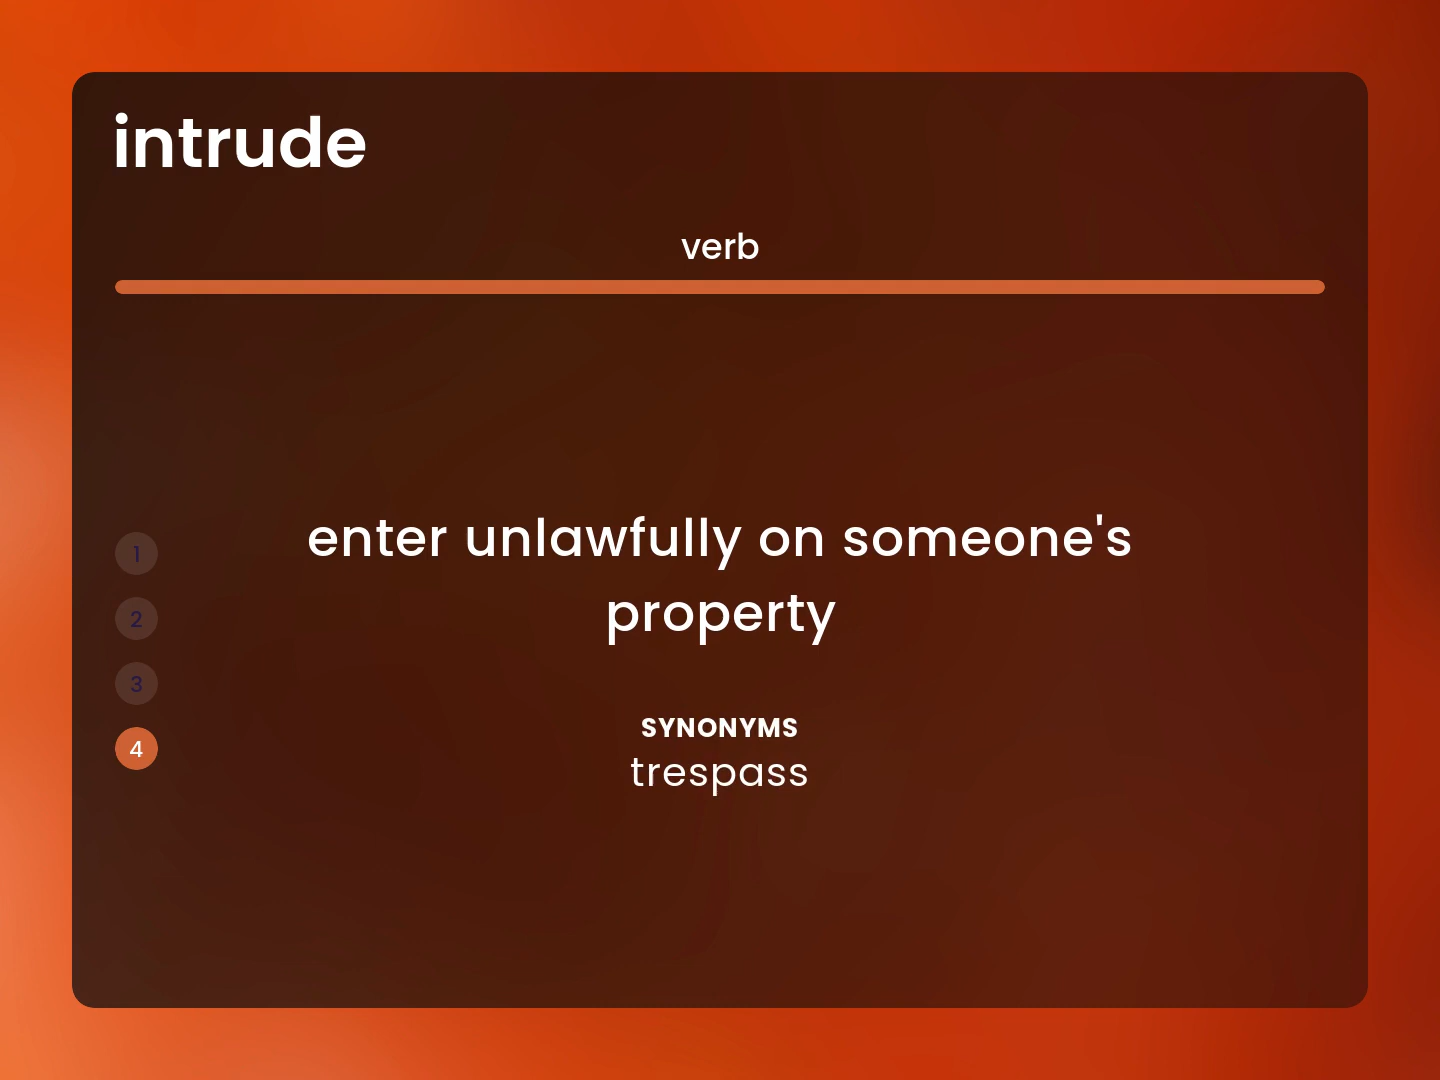 intrude
verb
enter unlawfully on someone's
property
1
2
3
4
SYNONYMS
trespass